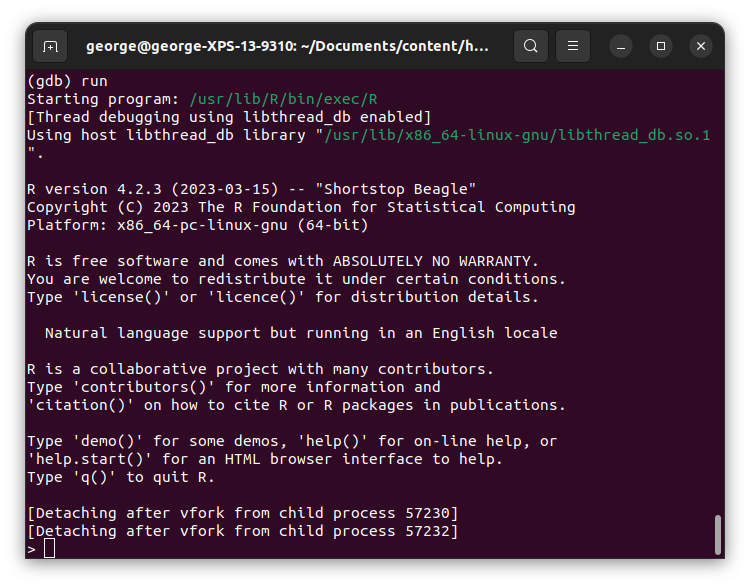 george@george-XPS-13-9310: ~/Documents/content/h...
(gdb) run
Starting program: /usr/lib/R/bin/exec/R
[Thread debugging using libthread_db enabled]
Using host libthread_db library "/usr/lib/x86_64-linux-gnu/libthread_db.so.1
".
R version 4.2.3 (2023-03-15) -- "Shortstop Beagle"
Copyright (C) 2023 The R Foundation for Statistical Computing
Platform: x86_64-pc-linux-gnu (64-bit)
R is free software and comes with ABSOLUTELY NO WARRANTY.
You are welcome to redistribute it under certain conditions.
Type 'license()' or 'licence()' for distribution details.
Natural language support but running in an English locale
R is a collaborative project with many contributors.
Type 'contributors()' for more information and
'citation()' on how to cite R or R packages in publications.
Type 'demo()' for some demos, 'help()' for on-line help, or
'help.start()' for an HTML browser interface to help.
Type 'q()' to quit R.
[Detaching after vfork from child process 57230]
[Detaching after vfork from child process 57232]
>